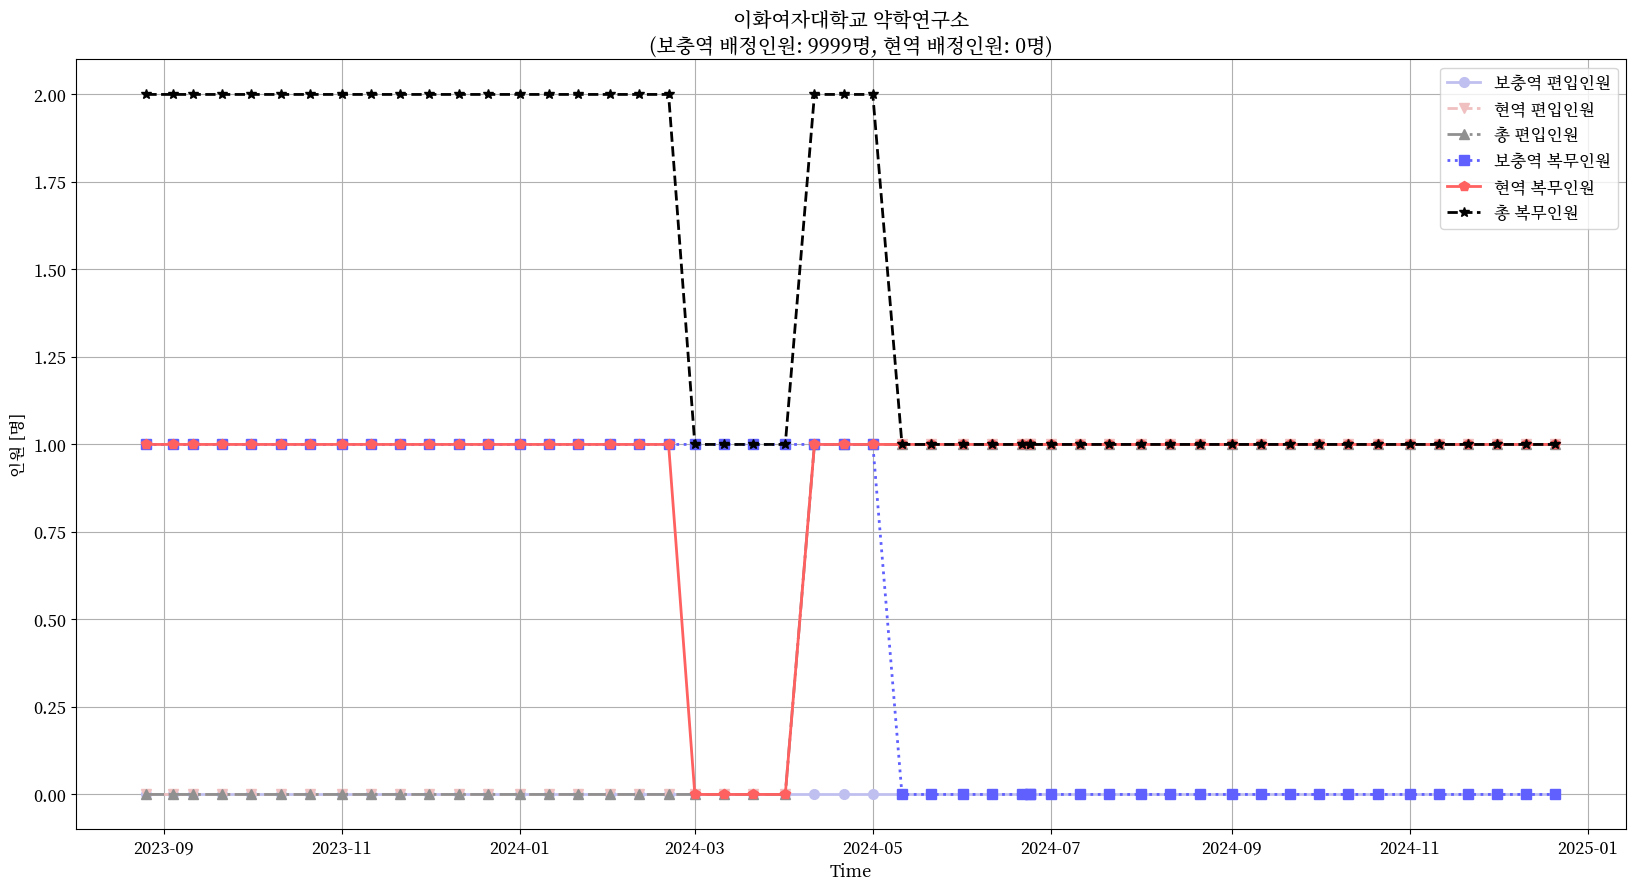 이화여자대학교 약학연구소
(보충역 배정인원: 9999명, 현역 배정인원: 0명)
보충역 편입인원
현역 편입인원
총 편입인원
보충역 복무인원
현역 복무인원
총 복무인원
인원 [명]
2.00
1.75
1.50
1.25
1.00
0.75
0.50
0.25
0.00
2023-09
2023-11
2024-01
2024-03
2024-05
2024-07
2024-09
2024-11
2025-01
Time